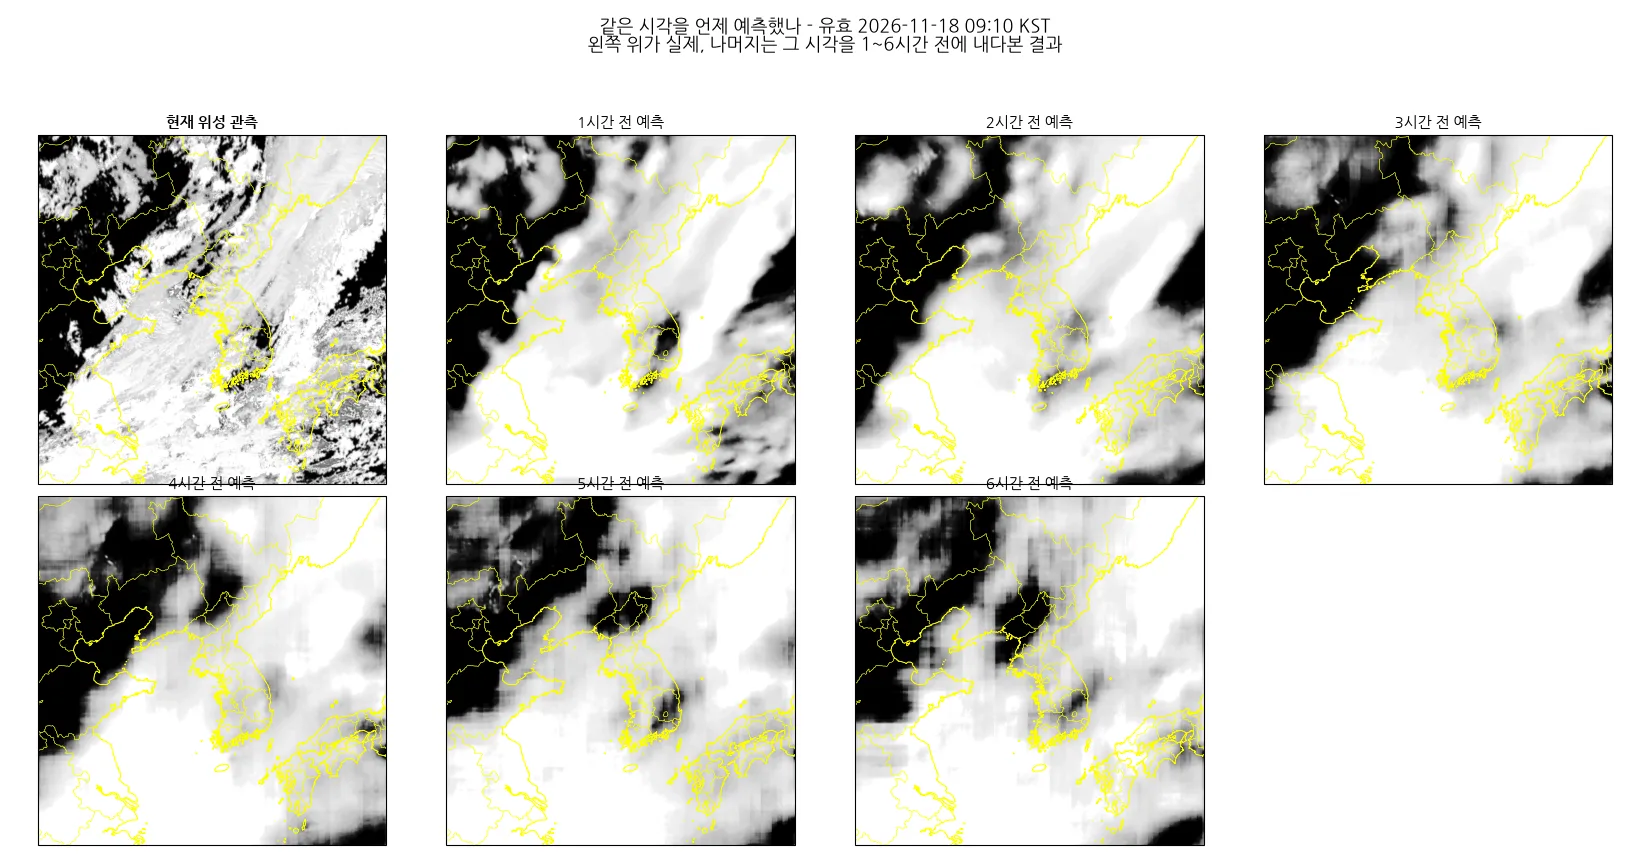 같은 시각을 언제 예측했나 - 유효 2026-11-18 09:10 KST
왼쪽 위가 실제, 나머지는 그 시각을 1~6시간 전에 내다본 결과
현재 위성 관측
1시간 전 예측
2시간 전 예측
3시간 전 예측
4시간 전 예측
5시간 전 예측
6시간 전 예측